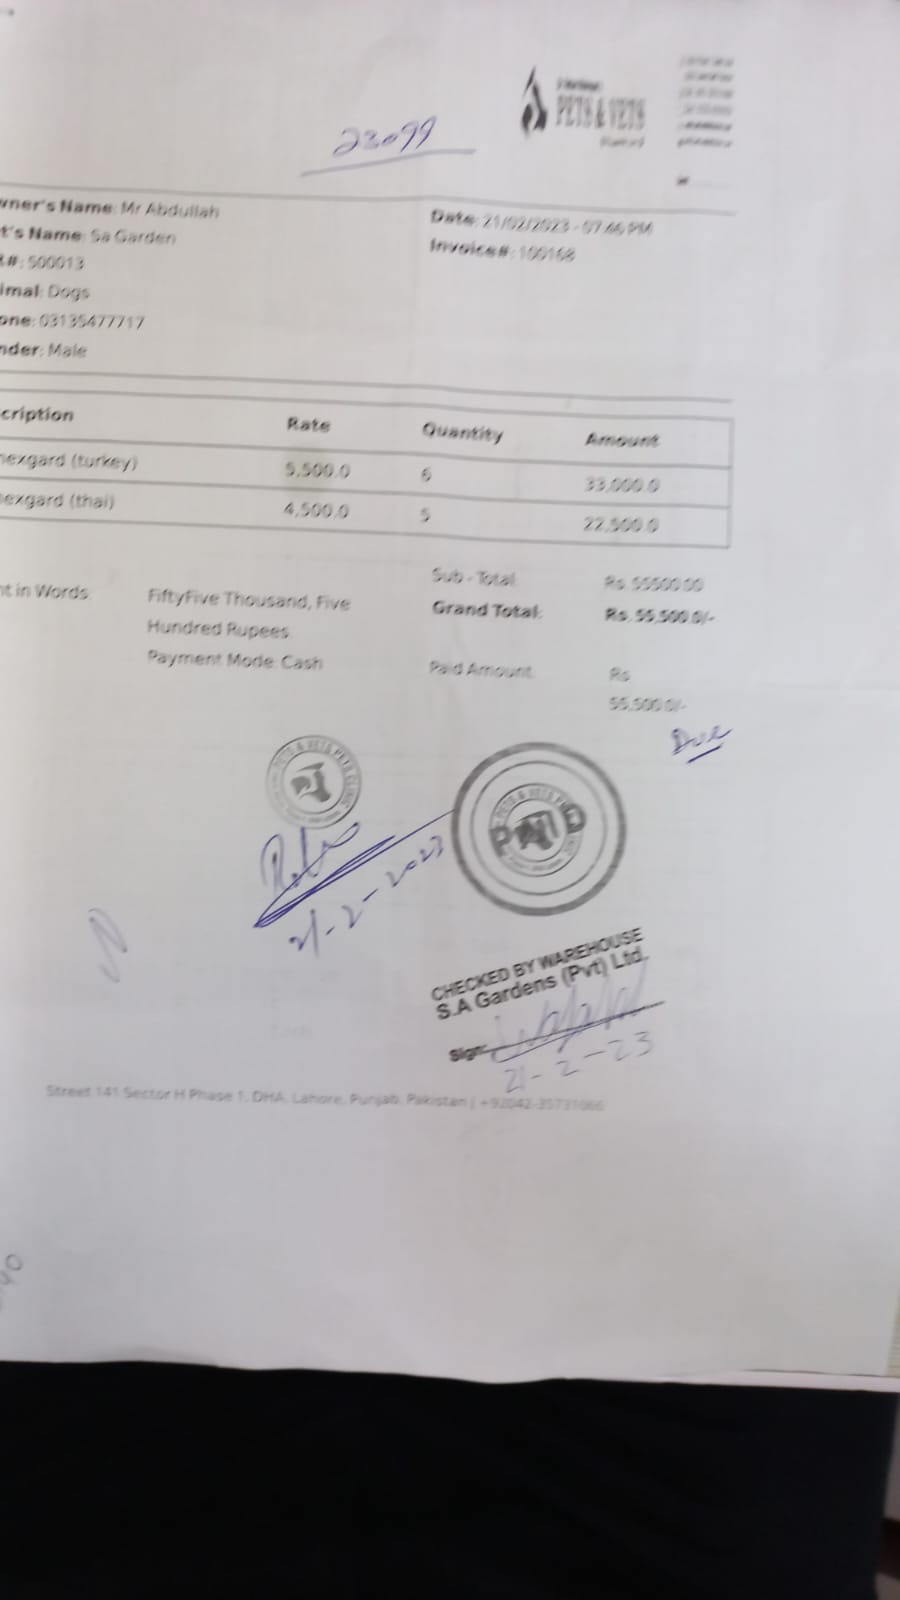 PETS & VETS
23099
wner's Name: Mr Abdullah
Date: 21/02/2023 - 07:46 PM
t's Name: Sa Garden
Invoice#: 100168
#: 500013
imal: Dogs
one: 03135477717
nder: Male
cription Rate Quantity Amount
nexgard (turkey) 5,500.0 6 33,000.0
nexgard (thai) 4,500.0 5 22,500.0
Sub - Total: Rs 55500.00
nt in Words: FiftyFive Thousand, Five
Hundred Rupees
Grand Total: Rs. 55,500.0/-
Payment Mode: Cash
Paid Amount: Rs
55,500.0/-
Due
PETS & VETS PETS CLINIC
PAID
21-2-2023
CHECKED BY WAREHOUSE
S.A Gardens (Pvt) Ltd.
Sign:
21-2-23
Street 141 Sector H Phase 1, DHA, Lahore, Punjab, Pakistan | +92042-35731066